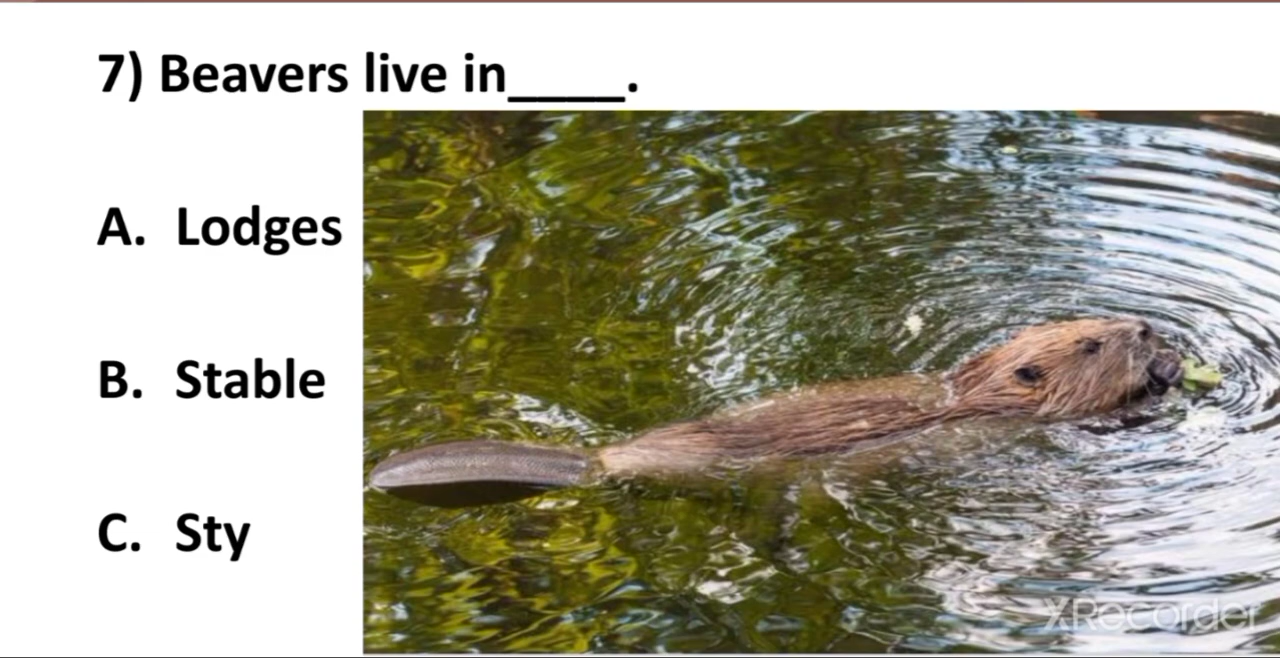 7) Beavers live in____.
A. Lodges
B. Stable
C. Sty
XRecorder